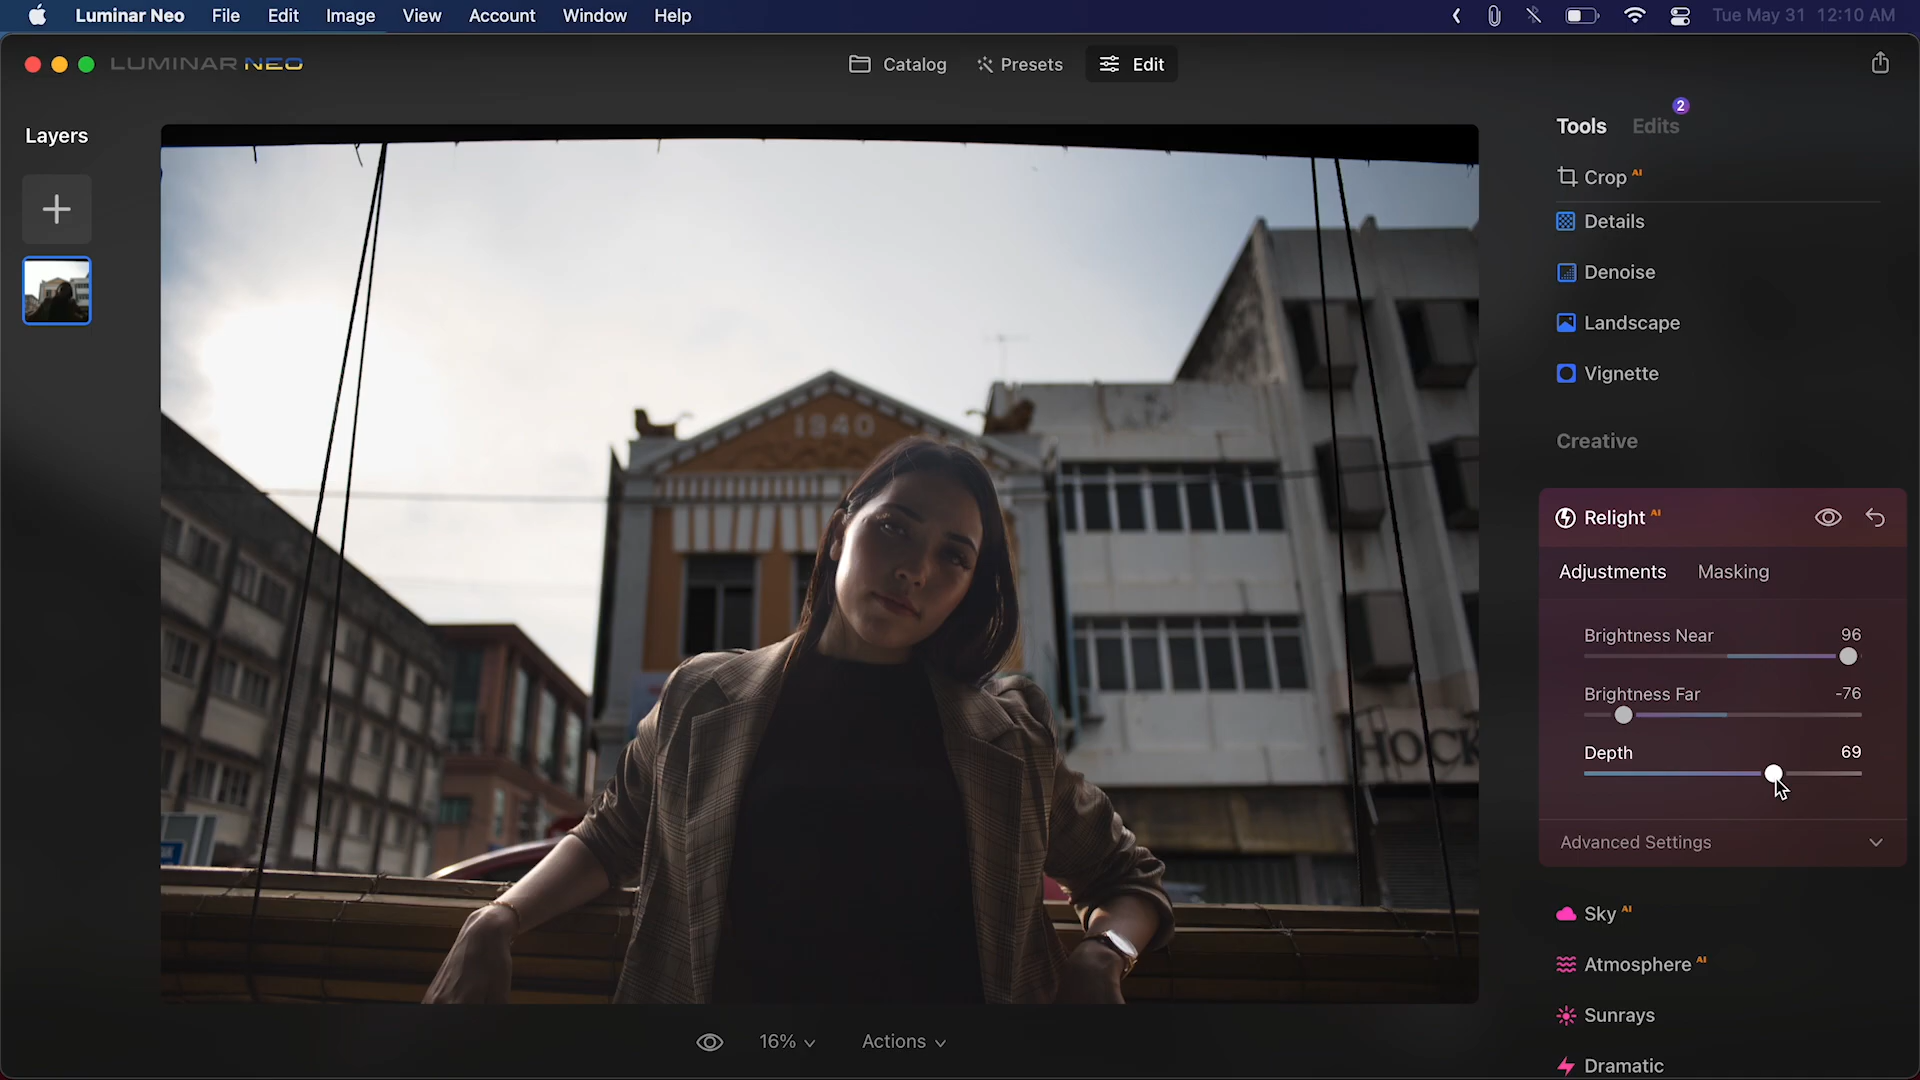 Luminar Neo File Edit Image View Account Window Help Tue May 31 12:10 AM
LUMINAR NEO Catalog Presets Edit
2
Layers Tools Edits
Crop AI
Details
Denoise
Landscape
Vignette
Creative
Relight AI
Adjustments Masking
Brightness Near 96
Brightness Far -76
Depth 69
Advanced Settings
Sky AI
Atmosphere AI
Sunrays
Dramatic
1940
HOCK
16% Actions